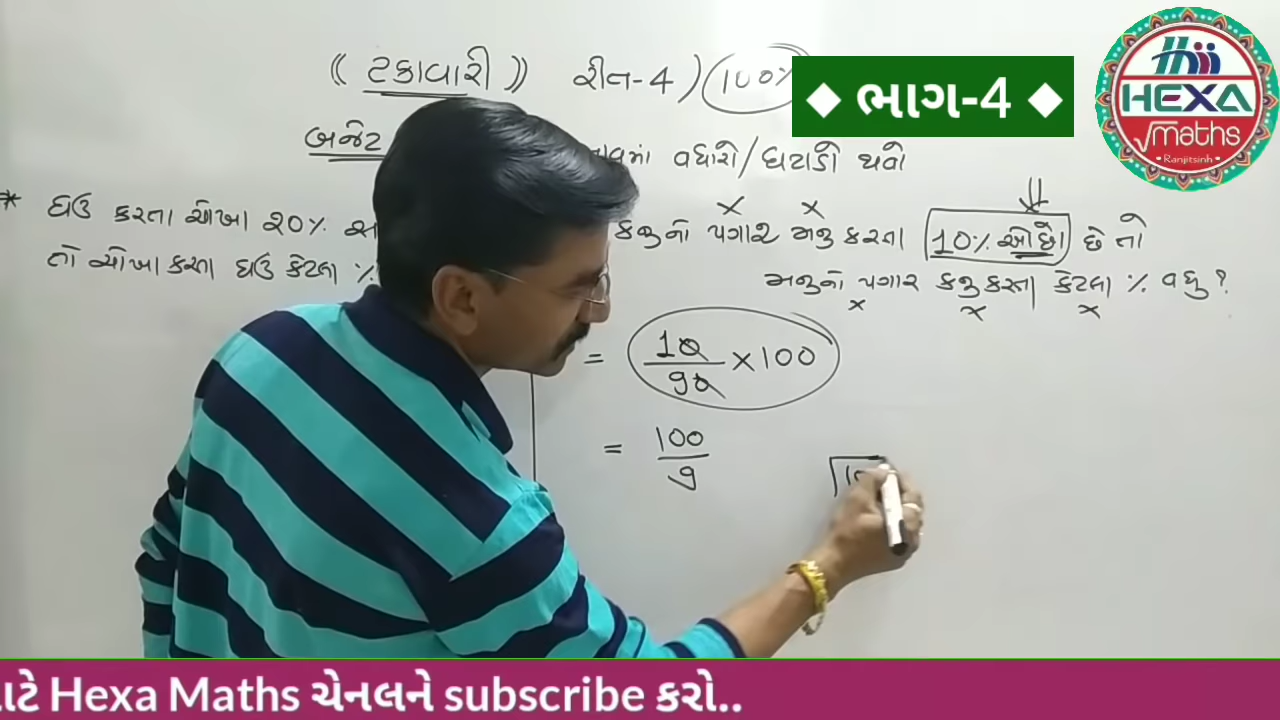 (( ટકાવારી )) રીત-4 ) 100%
◆ ભાગ-4 ◆
HEXA
√maths
Ranjitsinh
બજેટ વધારો/ઘટાડો થવો
* ઘઉ કરતા ચોખા 20%
તો ચોખા કરતા ઘઉ કેટલા %
કનુનો પગાર મનુ કરતા 10% ઓછો છે તો
મનુનો પગાર કનુ કરતા કેટલા % વધુ ?
= 10/90 × 100
= 100/9
Hexa Maths ચેનલને subscribe કરો..